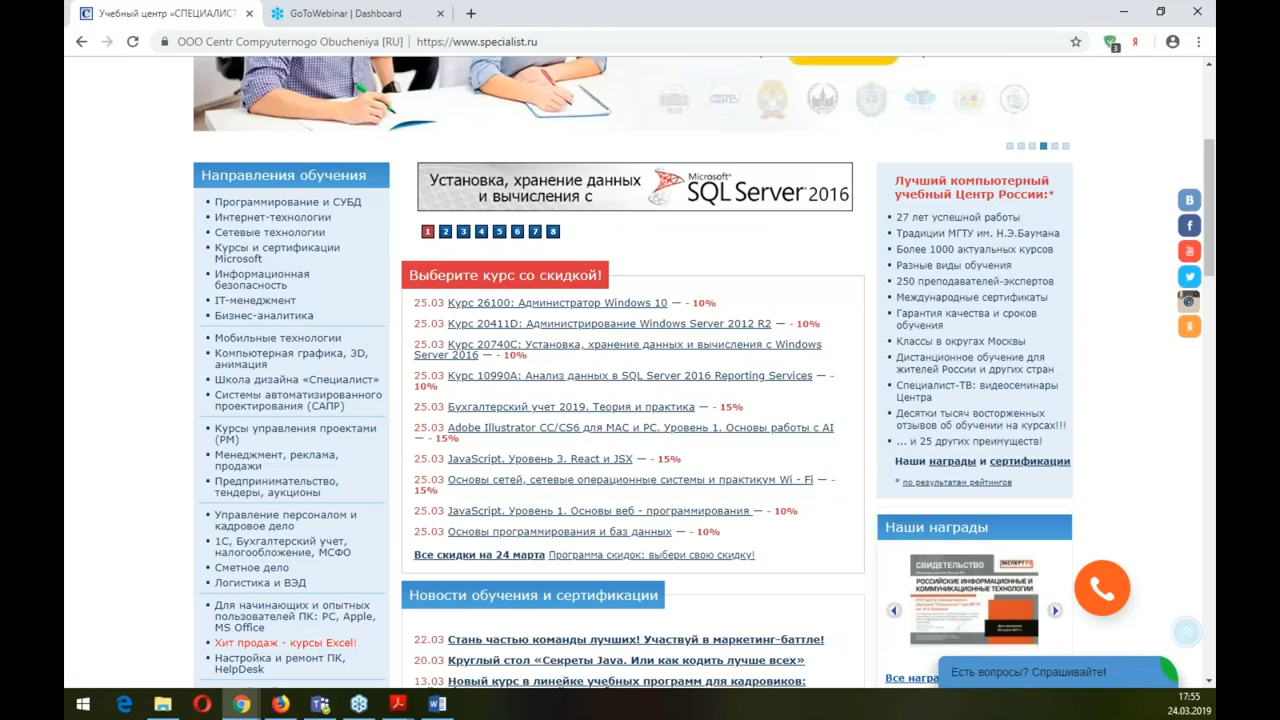 Учебный центр «СПЕЦИАЛИСТ
GoToWebinar | Dashboard
OOO Centr Compyuternogo Obucheniya [RU] | https://www.specialist.ru
3
Я
Направления обучения
• Программирование и СУБД
• Интернет-технологии
• Сетевые технологии
• Курсы и сертификации
Microsoft
• Информационная
безопасность
• IT-менеджмент
• Бизнес-аналитика
• Мобильные технологии
• Компьютерная графика, 3D,
анимация
• Школа дизайна «Специалист»
• Системы автоматизированного
проектирования (САПР)
• Курсы управления проектами
(PM)
• Менеджмент, реклама,
продажи
• Предпринимательство,
тендеры, аукционы
• Управление персоналом и
кадровое дело
• 1С, Бухгалтерский учет,
налогообложение, МСФО
• Сметное дело
• Логистика и ВЭД
• Для начинающих и опытных
пользователей ПК: PC, Apple,
MS Office
• Хит продаж - курсы Excel!
• Настройка и ремонт ПК,
HelpDesk
Установка, хранение данных
и вычисления с
Microsoft®
SQL Server® 2016
1 2 3 4 5 6 7 8
Выберите курс со скидкой!
25.03 Курс 26100: Администратор Windows 10 — - 10%
25.03 Курс 20411D: Администрирование Windows Server 2012 R2 — - 10%
25.03 Курс 20740C: Установка, хранение данных и вычисления с Windows
Server 2016 — - 10%
25.03 Курс 10990A: Анализ данных в SQL Server 2016 Reporting Services — -
10%
25.03 Бухгалтерский учет 2019. Теория и практика — - 15%
25.03 Adobe Illustrator CC/CS6 для MAC и PC. Уровень 1. Основы работы с AI
— - 15%
25.03 JavaScript. Уровень 3. React и JSX — - 15%
25.03 Основы сетей, сетевые операционные системы и практикум Wi - Fi — -
15%
25.03 JavaScript. Уровень 1. Основы веб - программирования — - 10%
25.03 Основы программирования и баз данных — - 10%
Все скидки на 24 марта Программа скидок: выбери свою скидку!
Новости обучения и сертификации
22.03 Стань частью команды лучших! Участвуй в маркетинг-баттле!
20.03 Круглый стол «Секреты Java. Или как кодить лучше всех»
13.03 Новый курс в линейке учебных программ для кадровиков:
Лучший компьютерный
учебный Центр России:*
• 27 лет успешной работы
• Традиции МГТУ им. Н.Э.Баумана
• Более 1000 актуальных курсов
• Разные виды обучения
• 250 преподавателей-экспертов
• Международные сертификаты
• Гарантия качества и сроков
обучения
• Классы в округах Москвы
• Дистанционное обучение для
жителей России и других стран
• Специалист-ТВ: видеосеминары
Центра
• Десятки тысяч восторженных
отзывов об обучении на курсах!!!
• ... и 25 других преимуществ!
Наши награды и сертификации
* по результатам рейтингов
Наши награды
СВИДЕТЕЛЬСТВО
ЭКСПЕРТ РА
РОССИЙСКИЕ ИНФОРМАЦИОННЫЕ И
КОММУНИКАЦИОННЫЕ ТЕХНОЛОГИИ
Все награ
Есть вопросы? Спрашивайте!
17:55
24.03.2019